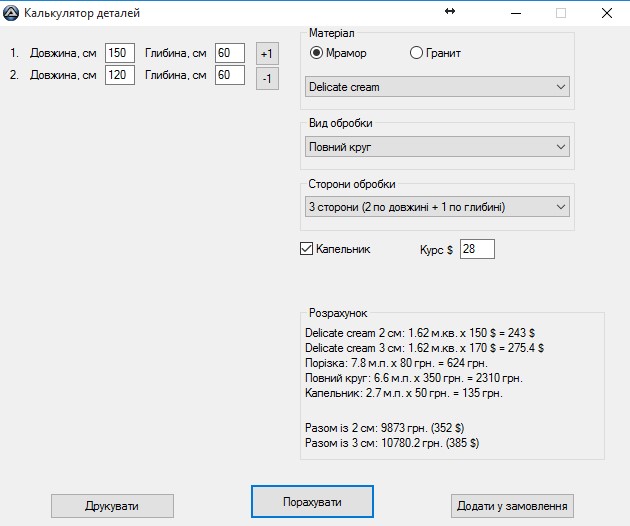 Калькулятор деталей
1. Довжина, см 150 Глибина, см 60 +1
2. Довжина, см 120 Глибина, см 60 -1
Матеріал
Мрамор Гранит
Delicate cream
Вид обробки
Повний круг
Сторони обробки
3 сторони (2 по довжині + 1 по глибині)
Капельник Курс $ 28
Розрахунок
Delicate cream 2 см: 1.62 м.кв. x 150 $ = 243 $
Delicate cream 3 см: 1.62 м.кв. x 170 $ = 275.4 $
Порізка: 7.8 м.п. x 80 грн. = 624 грн.
Повний круг: 6.6 м.п. x 350 грн. = 2310 грн.
Капельник: 2.7 м.п. x 50 грн. = 135 грн.
Разом із 2 см: 9873 грн. (352 $)
Разом із 3 см: 10780.2 грн. (385 $)
Друкувати Порахувати Додати у замовлення